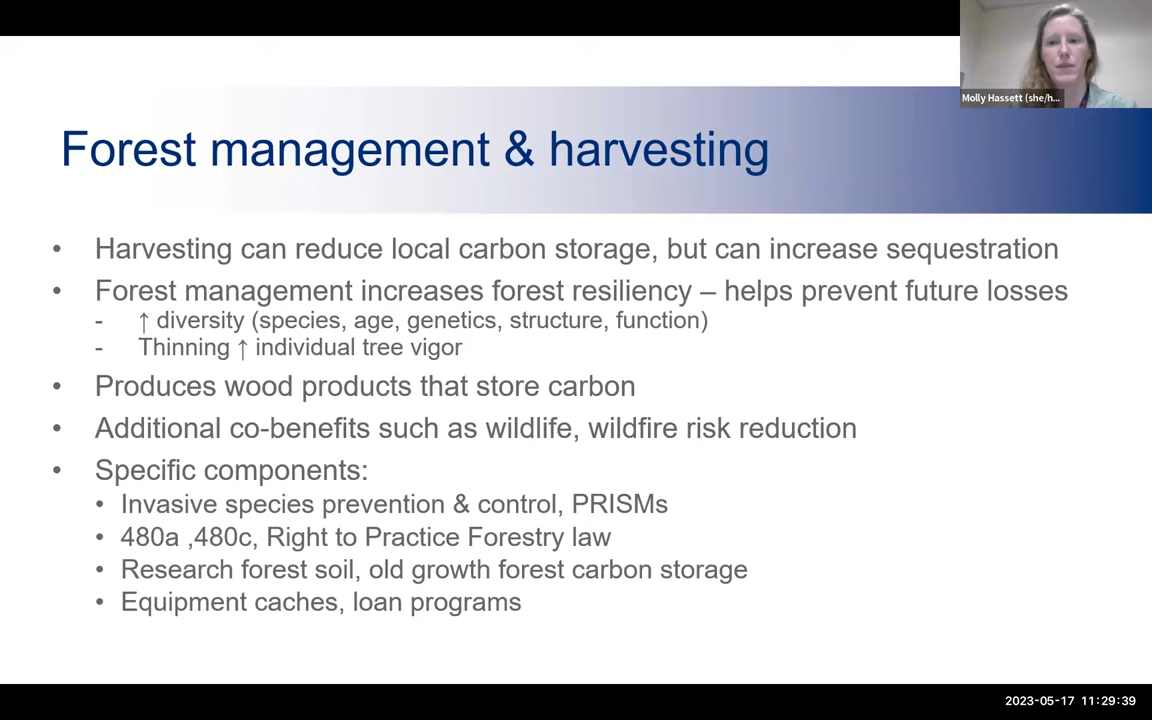 Molly Hassett (she/h...
Forest management & harvesting
• Harvesting can reduce local carbon storage, but can increase sequestration
• Forest management increases forest resiliency – helps prevent future losses
- ↑ diversity (species, age, genetics, structure, function)
- Thinning ↑ individual tree vigor
• Produces wood products that store carbon
• Additional co-benefits such as wildlife, wildfire risk reduction
• Specific components:
• Invasive species prevention & control, PRISMs
• 480a ,480c, Right to Practice Forestry law
• Research forest soil, old growth forest carbon storage
• Equipment caches, loan programs
2023-05-17 11:29:39